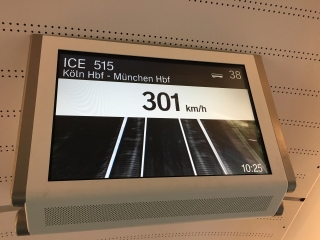 ICE 515
Köln Hbf - München Hbf
38
301 km/h
10:25